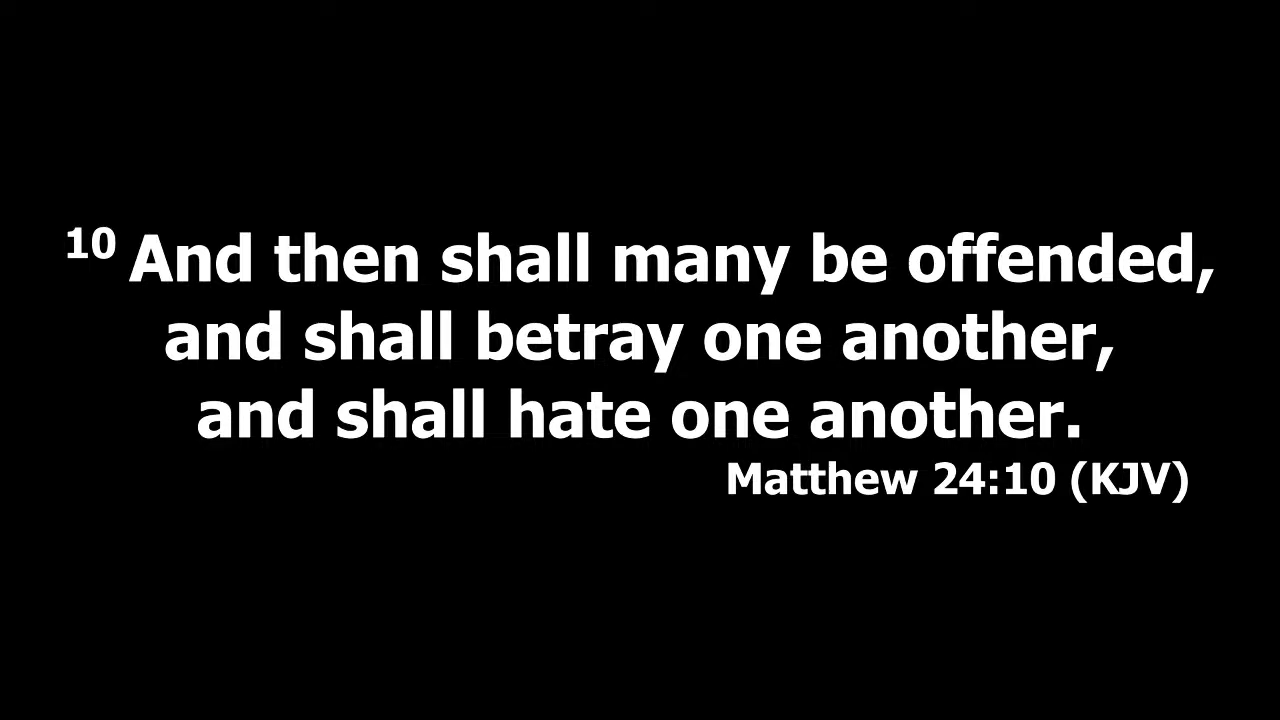 10 And then shall many be offended,
and shall betray one another,
and shall hate one another.
Matthew 24:10 (KJV)